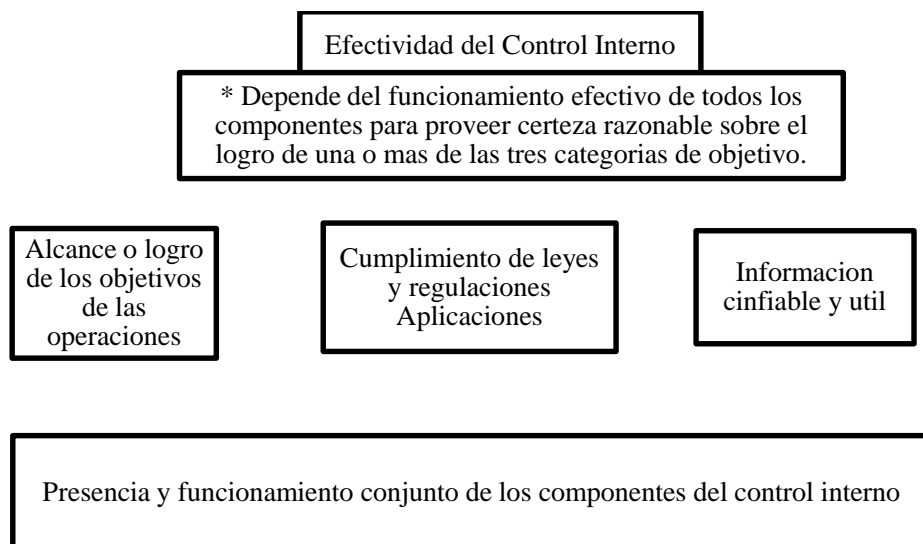 Efectividad del Control Interno
* Depende del funcionamiento efectivo de todos los
componentes para proveer certeza razonable sobre el
logro de una o mas de las tres categorias de objetivo.
Alcance o logro
de los objetivos
de las
operaciones
Cumplimiento de leyes
y regulaciones
Aplicaciones
Informacion
cinfiable y util
Presencia y funcionamiento conjunto de los componentes del control interno